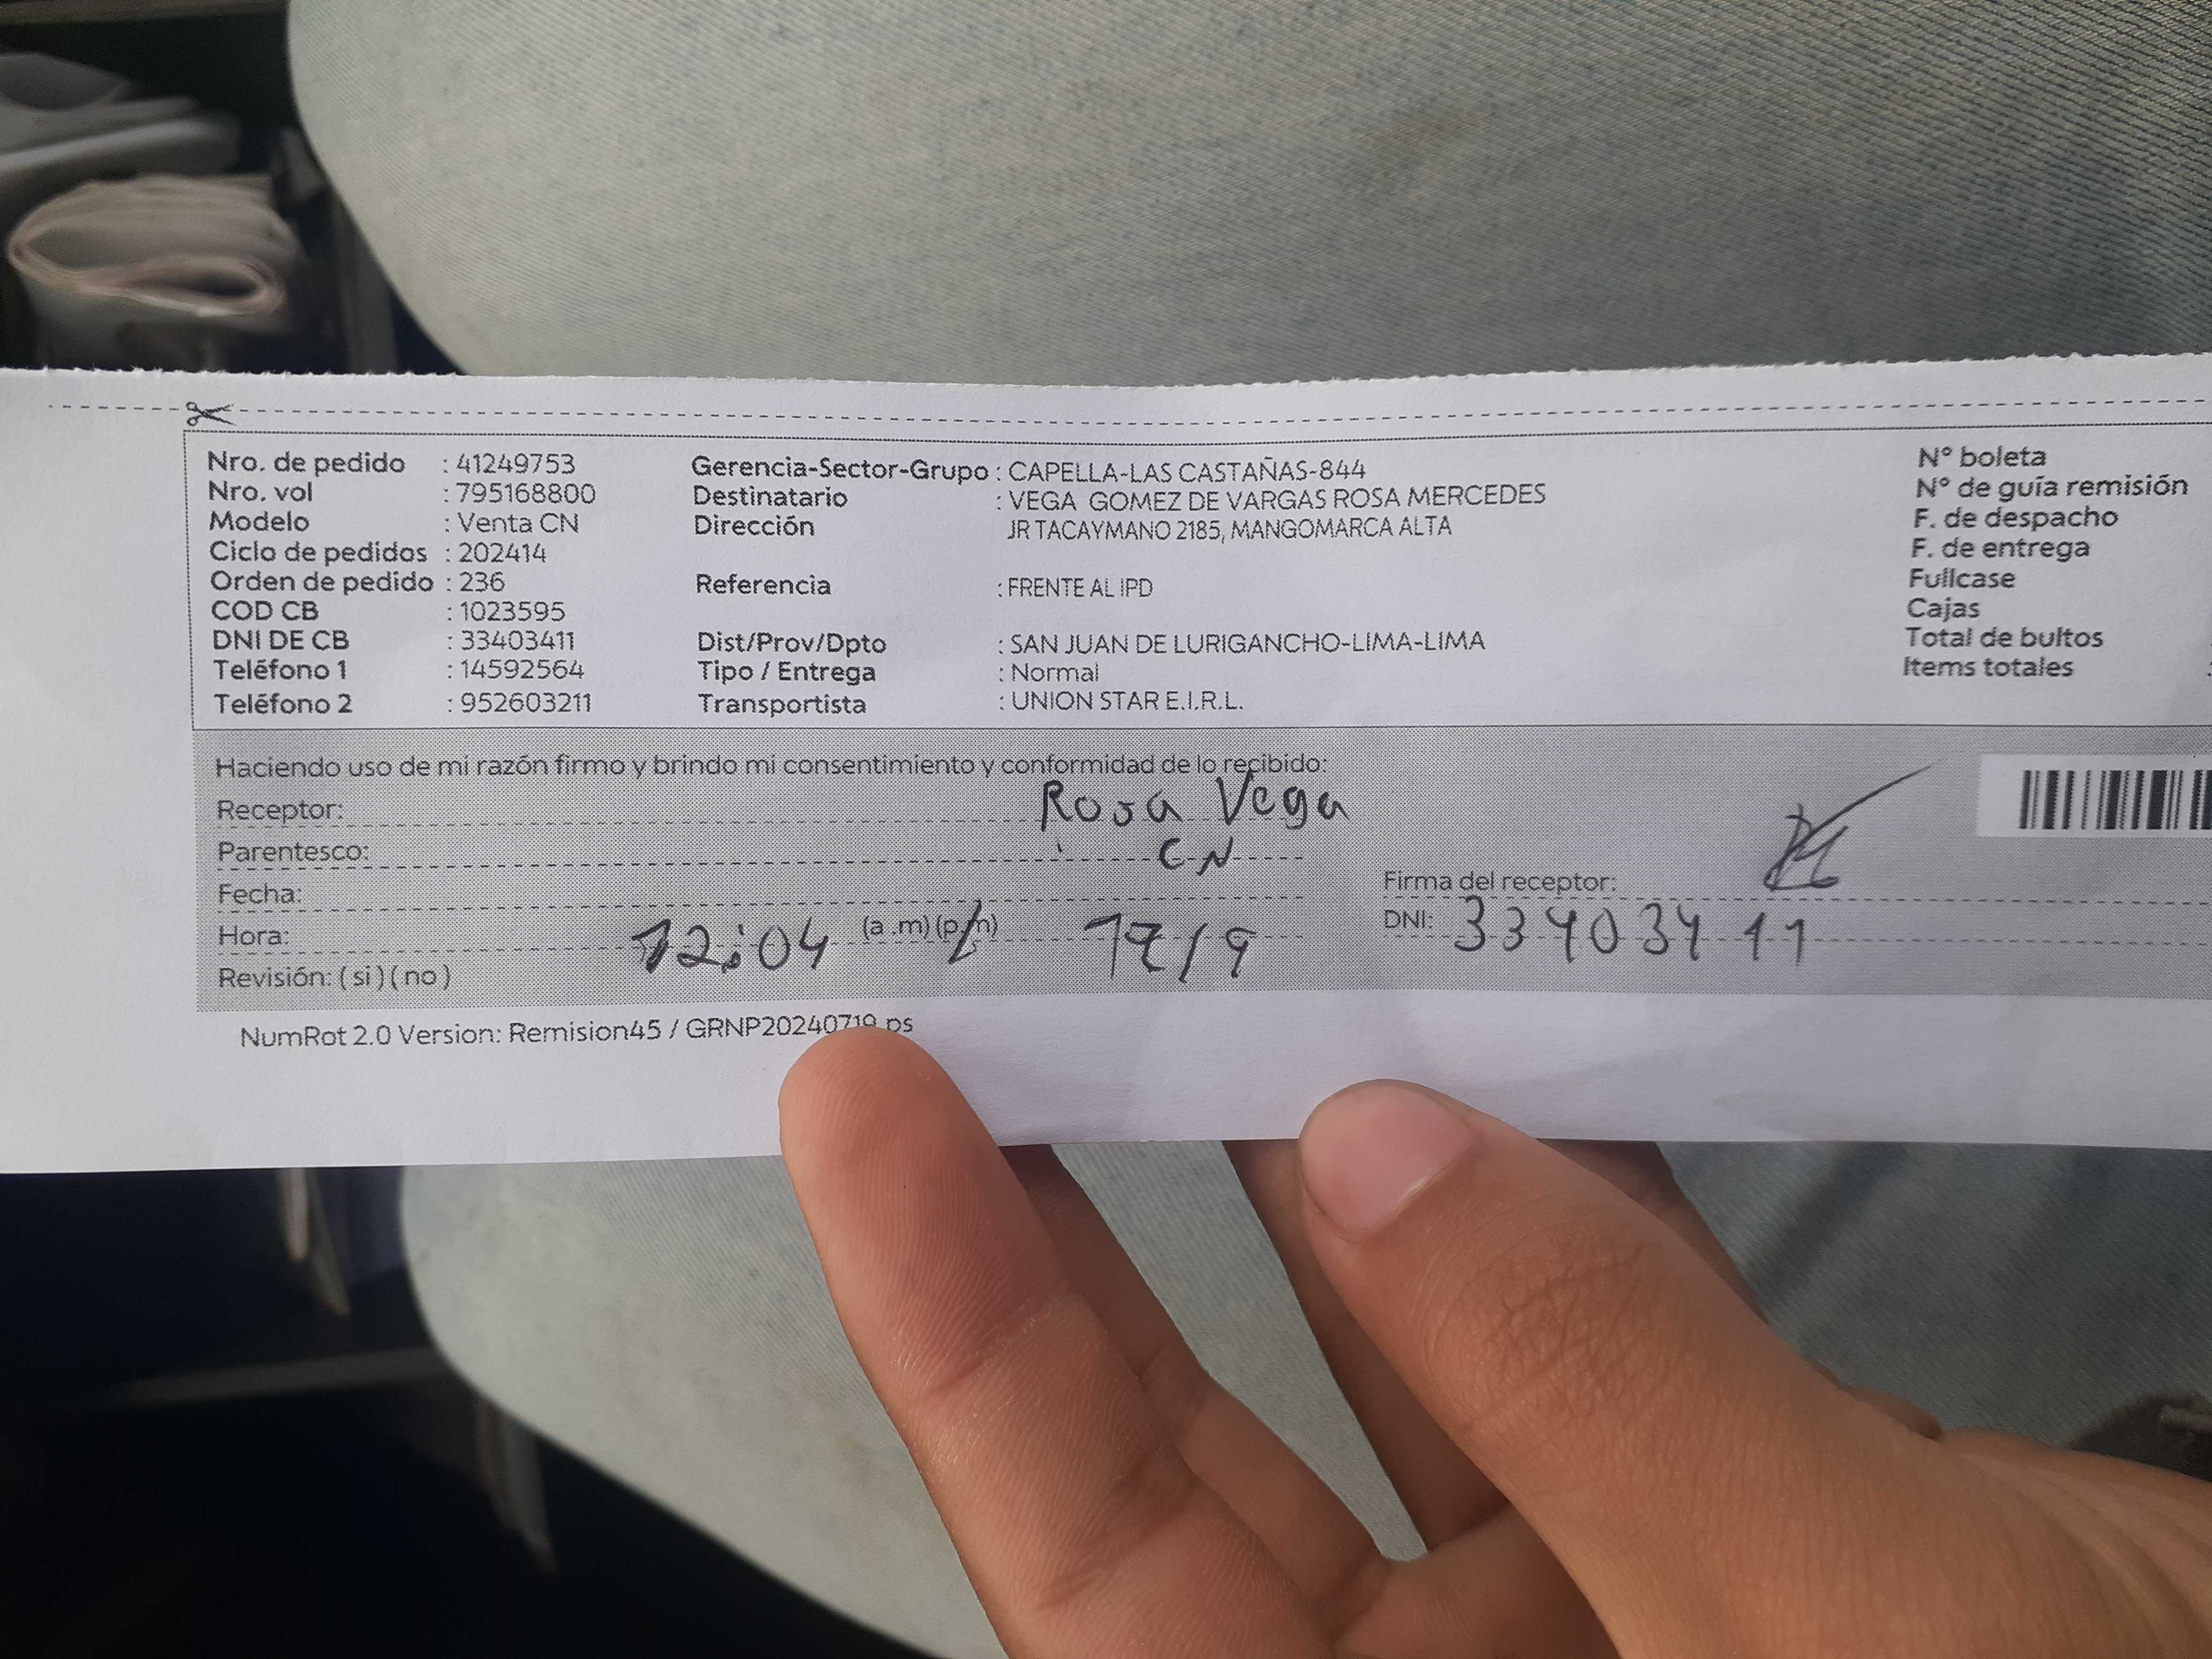 Nro. de pedido : 41249753
Nro. vol : 795168800
Modelo : Venta CN
Ciclo de pedidos : 202414
Orden de pedido : 236
COD CB : 1023595
DNI DE CB : 33403411
Teléfono 1 : 14592564
Teléfono 2 : 952603211
Gerencia-Sector-Grupo : CAPELLA-LAS CASTAÑAS-844
Destinatario : VEGA GOMEZ DE VARGAS ROSA MERCEDES
Dirección JR TACAYMANO 2185, MANGOMARCA ALTA
Referencia : FRENTE AL IPD
Dist/Prov/Dpto : SAN JUAN DE LURIGANCHO-LIMA-LIMA
Tipo / Entrega : Normal
Transportista : UNION STAR E.I.R.L.
N° boleta
N° de guía remisión
F. de despacho
F. de entrega
Fullcase
Cajas
Total de bultos
Items totales
Haciendo uso de mi razón firmo y brindo mi consentimiento y conformidad de lo recibido:
Receptor: Rosa Vega
Parentesco: CN
Fecha:
Hora: 12:04 (a .m) (p.m) 17/9
Revisión: ( si ) ( no )
Firma del receptor:
DNI: 33403411
NumRot 2.0 Version: Remision45 / GRNP20240719.ps